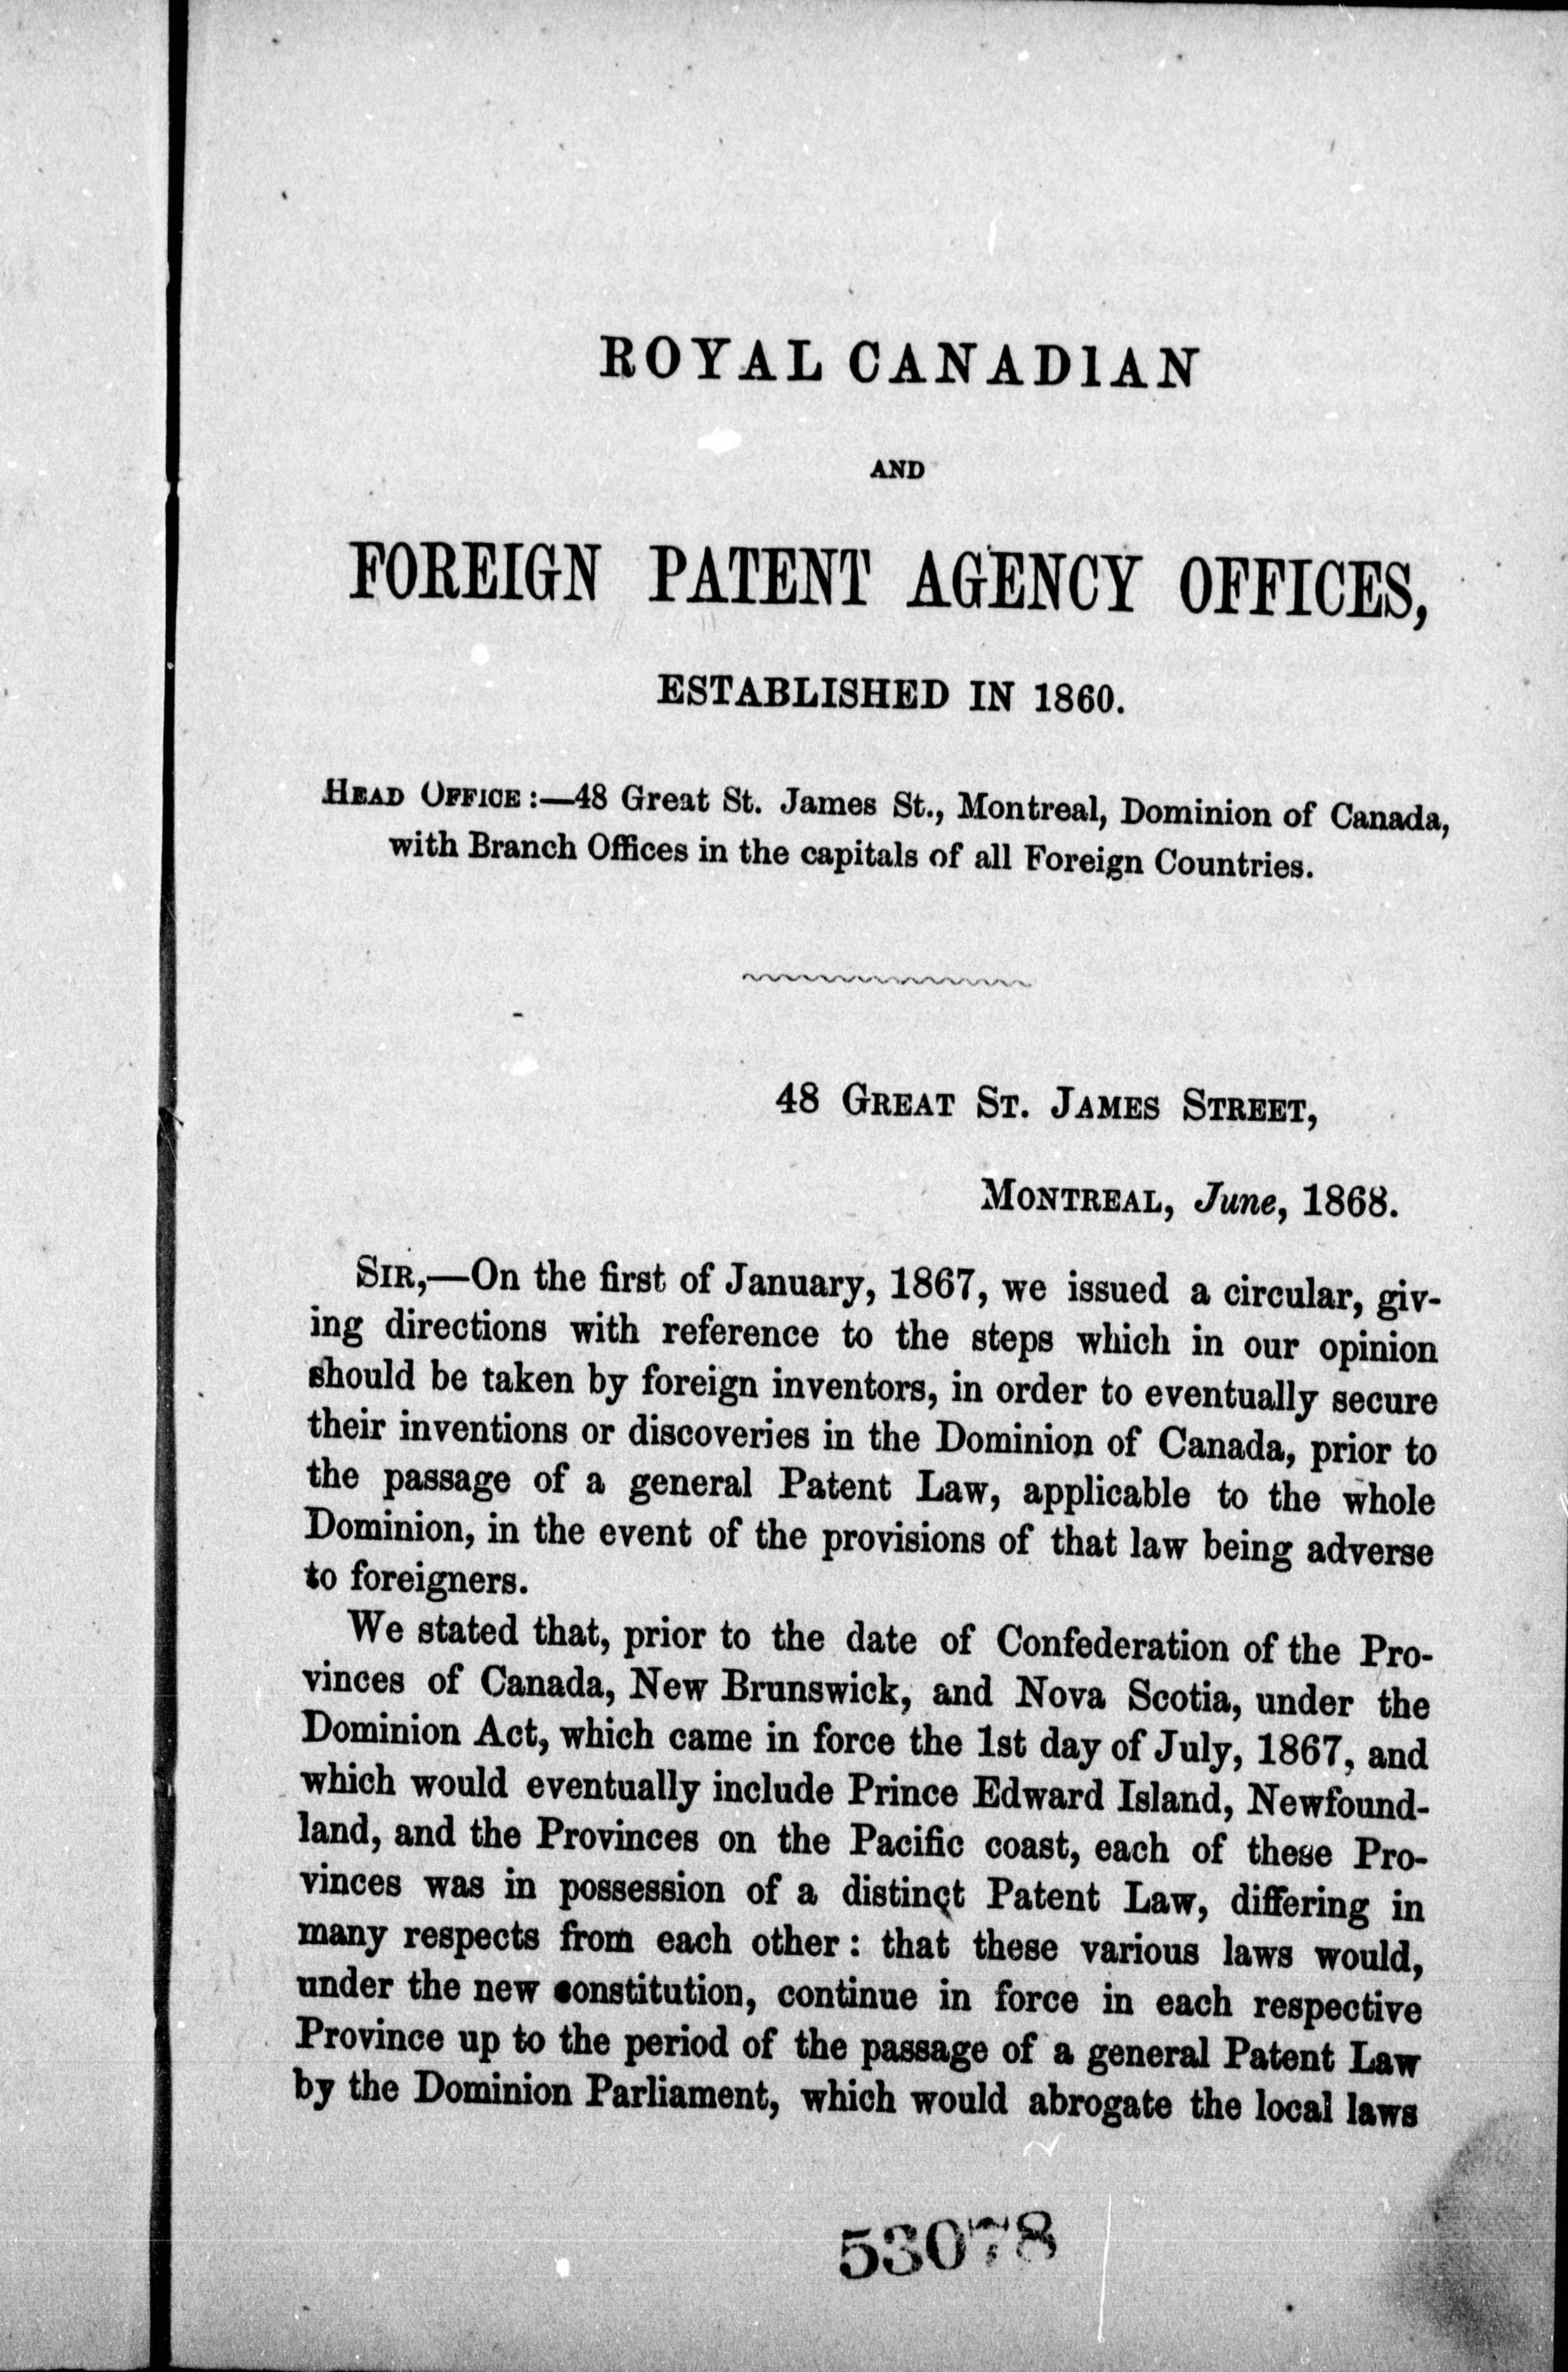 ROYAL CANADIAN
AND
FOREIGN PATENT AGENCY OFFICES,
ESTABLISHED IN 1860.
HEAD OFFICE:—48 Great St. James St., Montreal, Dominion of Canada,
with Branch Offices in the capitals of all Foreign Countries.
48 GREAT ST. JAMES STREET,
MONTREAL, June, 1868.
SIR,—On the first of January, 1867, we issued a circular, giv-
ing directions with reference to the steps which in our opinion
should be taken by foreign inventors, in order to eventually secure
their inventions or discoveries in the Dominion of Canada, prior to
the passage of a general Patent Law, applicable to the whole
Dominion, in the event of the provisions of that law being adverse
to foreigners.
We stated that, prior to the date of Confederation of the Pro-
vinces of Canada, New Brunswick, and Nova Scotia, under the
Dominion Act, which came in force the 1st day of July, 1867, and
which would eventually include Prince Edward Island, Newfound-
land, and the Provinces on the Pacific coast, each of these Pro-
vinces was in possession of a distinct Patent Law, differing in
many respects from each other: that these various laws would,
under the new constitution, continue in force in each respective
Province up to the period of the passage of a general Patent Law
by the Dominion Parliament, which would abrogate the local laws
53078